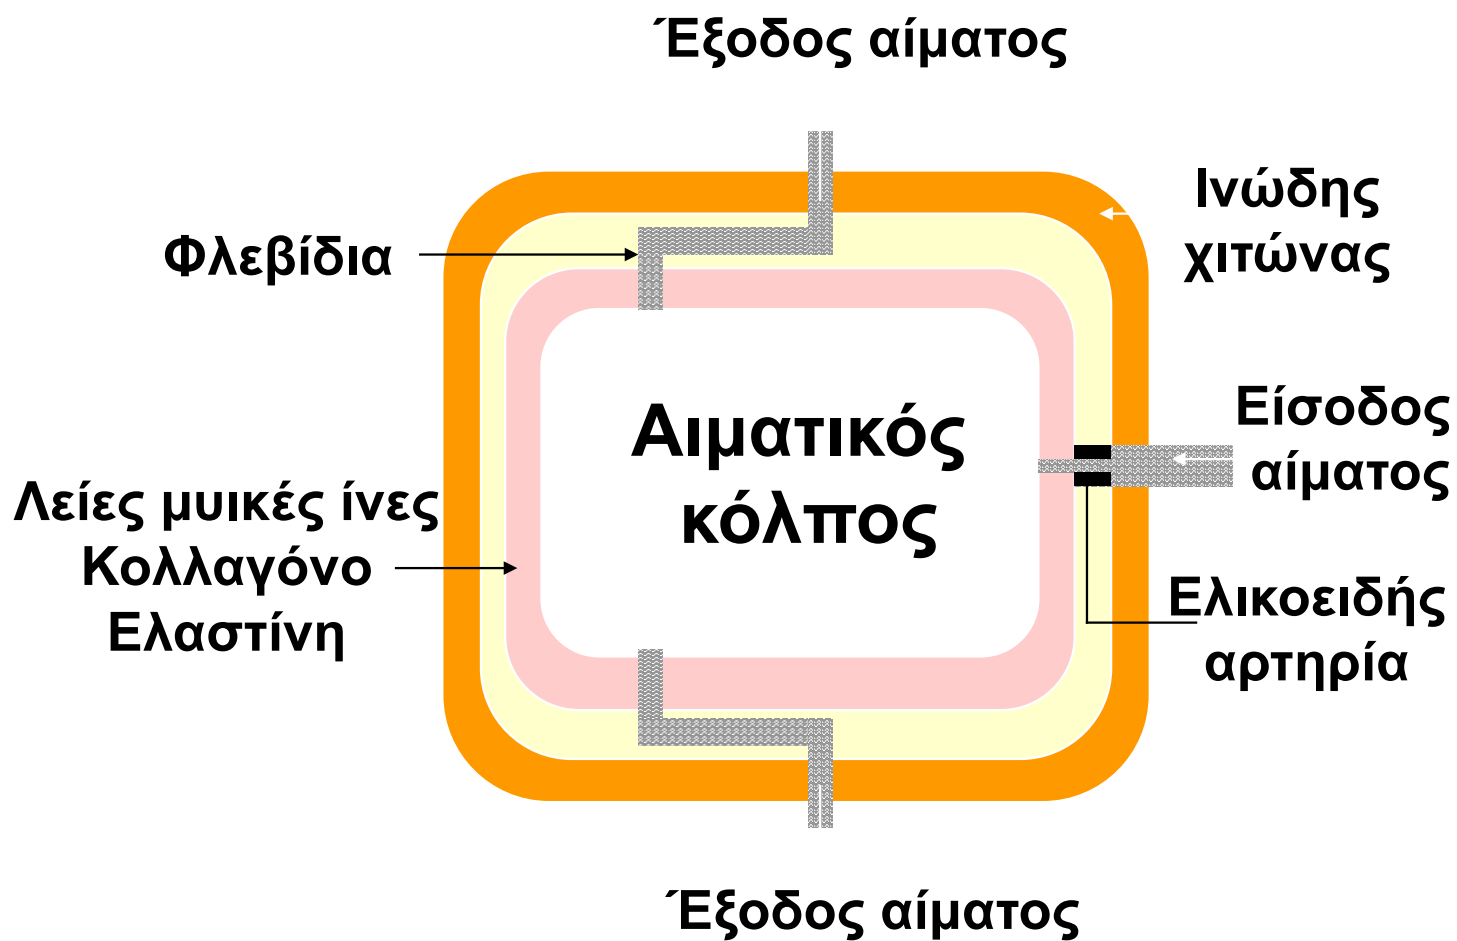 Έξοδος αίματος
Ινώδης
χιτώνας
Φλεβίδια
Είσοδος
αίματος
Αιματικός
κόλπος
Λείες μυικές ίνες
Κολλαγόνο
Ελαστίνη
Ελικοειδής
αρτηρία
Έξοδος αίματος